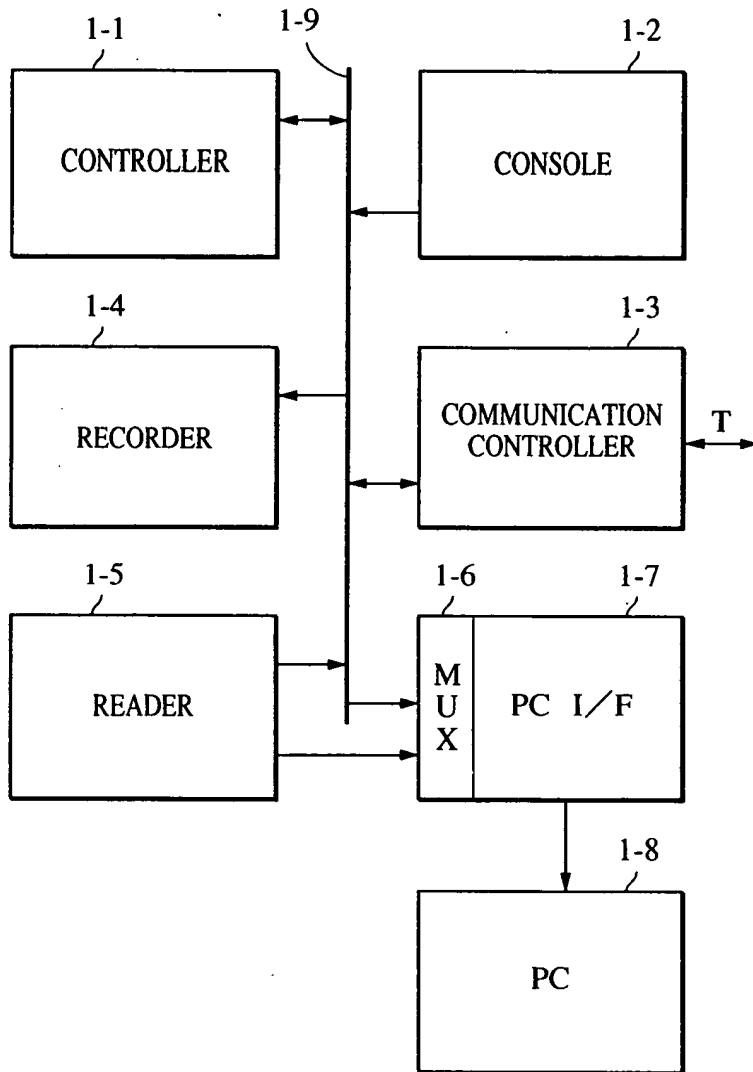 1-1
1-9
1-2
CONTROLLER
CONSOLE
1-4
1-3
RECORDER
COMMUNICATION
CONTROLLER
T
1-5
1-6
1-7
READER
M
U
X
PC I/F
1-8
PC